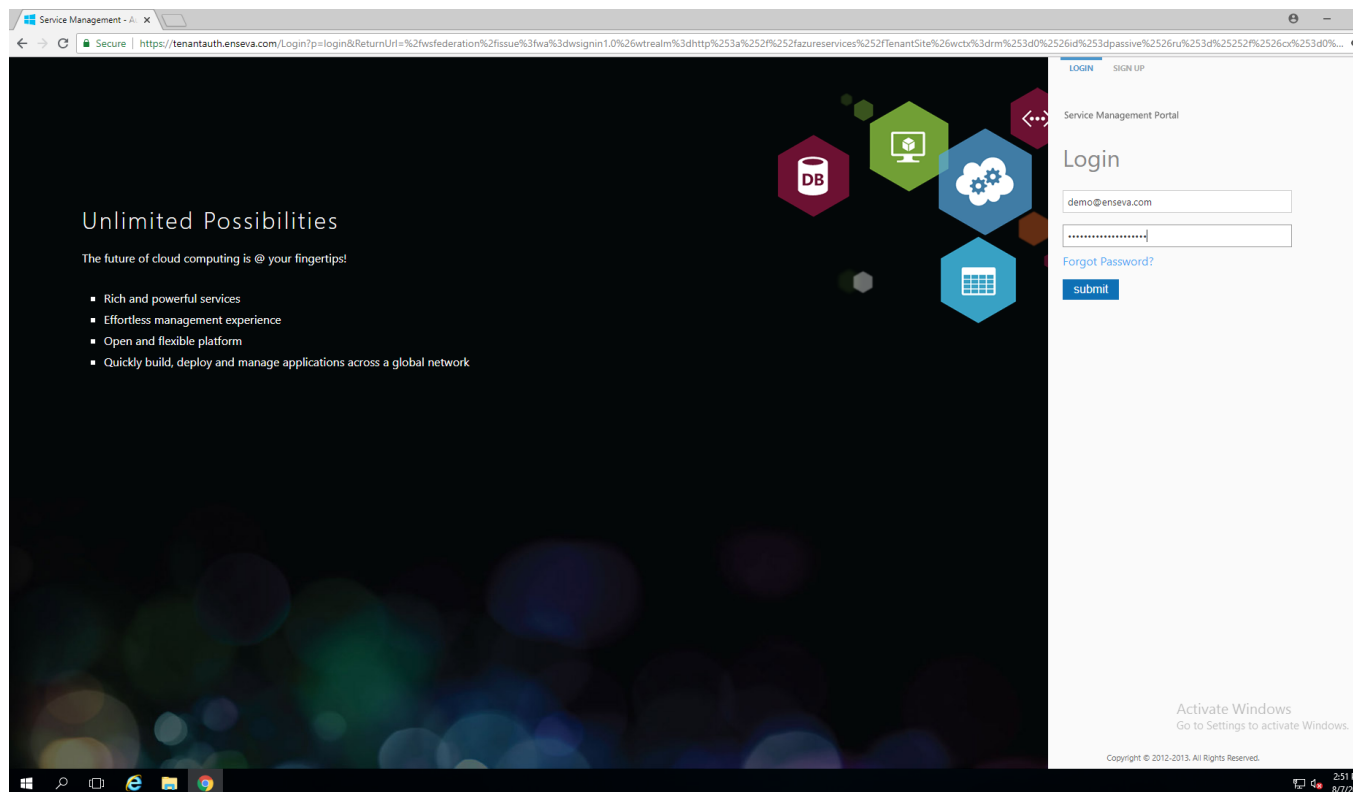 Service Management - A
Secure | https://tenantauth.enseva.com/Login?p=login&ReturnUrl=%2fwsfederation%2fissue%3fwa%3dwsignin1.0%26wtrealm%3dhttp%253a%252f%252fazureservices%252fTenantSite%26wctx%3drm%253d0%2526id%253dpassive%2526ru%253d%25252f%2526cx%253d0%...
LOGIN SIGN UP
Service Management Portal
Login
demo@enseva.com
Forgot Password?
submit
DB
Unlimited Possibilities
The future of cloud computing is @ your fingertips!
Rich and powerful services
Effortless management experience
Open and flexible platform
Quickly build, deploy and manage applications across a global network
Activate Windows
Go to Settings to activate Windows.
Copyright © 2012-2013. All Rights Reserved.
2:51
8/7/2